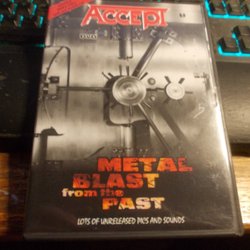 ACCEPT
METAL
BLAST
from the
PAST
LOTS OF UNRELEASED PICS AND SOUNDS